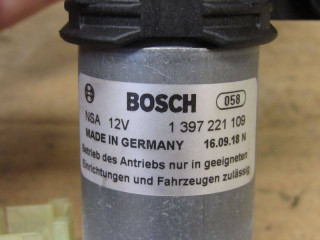 BOSCH 058
NSA 12V 1 397 221 109
MADE IN GERMANY 16.09.18 N
Betrieb des Antriebs nur in geeigneten
Einrichtungen und Fahrzeugen zulässig